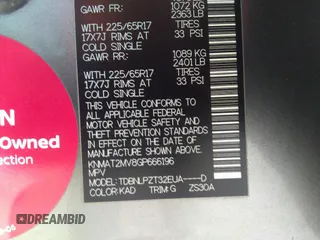 GAWR FR: 1072 KG
2363 LB
WITH 225/65R17 TIRES
17X7J RIMS AT 33 PSI
COLD SINGLE
GAWR RR: 1089 KG
2401 LB
WITH 225/65R17 TIRES
17X7J RIMS AT 33 PSI
COLD SINGLE
THIS VEHICLE CONFORMS TO
ALL APPLICABLE FEDERAL
MOTOR VEHICLE SAFETY
AND THEFT PREVENTION
STANDARDS IN EFFECT
ON THE DATE OF
MANUFACTURE SHOWN
ABOVE
KNMAT2MV8GP666196
MPV
MODEL: TDBNLPZT32EUA----D
COLOR: KAD TRIM: G ZS30A
N
Owned
ection
-06
© DREAMBID